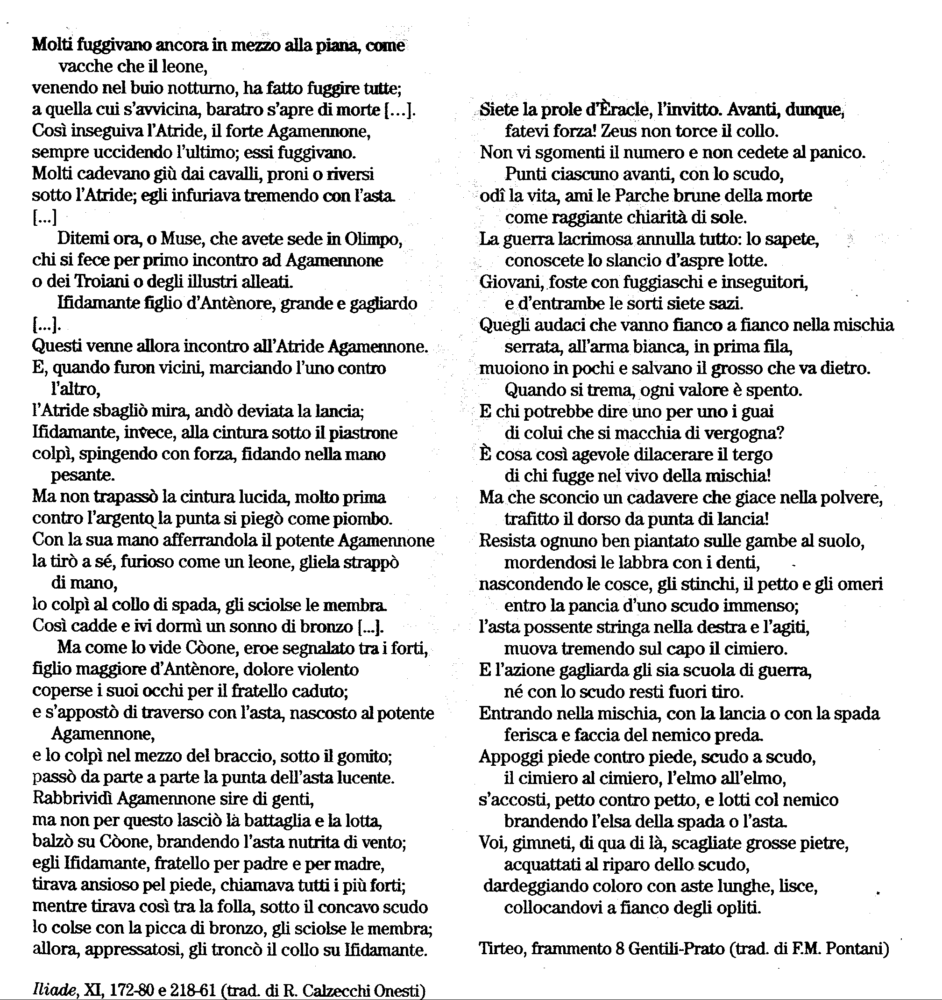 Molti fuggivano ancora in mezzo alla piana, come
vacche che il leone,
venendo nel buio notturno, ha fatto fuggire tutte;
a quella cui s'avvicina, baratro s'apre di morte [...].
Così inseguiva l'Atride, il forte Agamennone,
sempre uccidendo l'ultimo; essi fuggivano.
Molti cadevano giù dai cavalli, proni o riversi
sotto l'Atride; egli infuriava tremendo con l'asta.
[...]
Ditemi ora, o Muse, che avete sede in Olimpo,
chi si fece per primo incontro ad Agamennone
o dei Troiani o degli illustri alleati.
Ifidamante figlio d'Antènore, grande e gagliardo
[...].
Questi venne allora incontro all'Atride Agamennone.
E, quando furon vicini, marciando l'uno contro
l'altro,
l'Atride sbagliò mira, andò deviata la lancia;
Ifidamante, invece, alla cintura sotto il piastrone
colpì, spingendo con forza, fidando nella mano
pesante.
Ma non trapassò la cintura lucida, molto prima
contro l'argento la punta si piegò come piombo.
Con la sua mano afferrandola il potente Agamennone
la tirò a sé, furioso come un leone, gliela strappò
di mano,
lo colpì al collo di spada, gli sciolse le membra.
Così cadde e ivi dormì un sonno di bronzo [...].
Ma come lo vide Còone, eroe segnalato tra i forti,
figlio maggiore d'Antènore, dolore violento
coperse i suoi occhi per il fratello caduto;
e s'appostò di traverso con l'asta, nascosto al potente
Agamennone,
e lo colpì nel mezzo del braccio, sotto il gomito;
passò da parte a parte la punta dell'asta lucente.
Rabbrividì Agamennone sire di genti,
ma non per questo lasciò la battaglia e la lotta,
balzò su Còone, brandendo l'asta nutrita di vento;
egli Ifidamante, fratello per padre e per madre,
tirava ansioso pel piede, chiamava tutti i più forti;
mentre tirava così tra la folla, sotto il concavo scudo
lo colse con la picca di bronzo, gli sciolse le membra;
allora, appressatosi, gli troncò il collo su Ifidamante.
Iliade, XI, 172-80 e 218-61 (trad. di R. Calzecchi Onesti)
Siete la prole d'Èracle, l'invitto. Avanti, dunque,
fatevi forza! Zeus non torce il collo.
Non vi sgomenti il numero e non cedete al panico.
Punti ciascuno avanti, con lo scudo,
odî la vita, ami le Parche brune della morte
come raggiante chiarità di sole.
La guerra lacrimosa annulla tutto: lo sapete,
conoscete lo slancio d'aspre lotte.
Giovani, foste con fuggiaschi e inseguitori,
e d'entrambe le sorti siete sazi.
Quegli audaci che vanno fianco a fianco nella mischia
serrata, all'arma bianca, in prima fila,
muoiono in pochi e salvano il grosso che va dietro.
Quando si trema, ogni valore è spento.
E chi potrebbe dire uno per uno i guai
di colui che si macchia di vergogna?
È cosa così agevole dilacerare il tergo
di chi fugge nel vivo della mischia!
Ma che sconcio un cadavere che giace nella polvere,
trafitto il dorso da punta di lancia!
Resista ognuno ben piantato sulle gambe al suolo,
mordendosi le labbra con i denti,
nascondendo le cosce, gli stinchi, il petto e gli omeri
entro la pancia d'uno scudo immenso;
l'asta possente stringa nella destra e l'agiti,
muova tremendo sul capo il cimiero.
E l'azione gagliarda gli sia scuola di guerra,
né con lo scudo resti fuori tiro.
Entrando nella mischia, con la lancia o con la spada
ferisca e faccia del nemico preda.
Appoggi piede contro piede, scudo a scudo,
il cimiero al cimiero, l'elmo all'elmo,
s'accosti, petto contro petto, e lotti col nemico
brandendo l'elsa della spada o l'asta.
Voi, gimneti, di qua di là, scagliate grosse pietre,
acquattati al riparo dello scudo,
dardeggiando coloro con aste lunghe, lisce,
collocandovi a fianco degli opliti.
Tirteo, frammento 8 Gentili-Prato (trad. di F.M. Pontani)